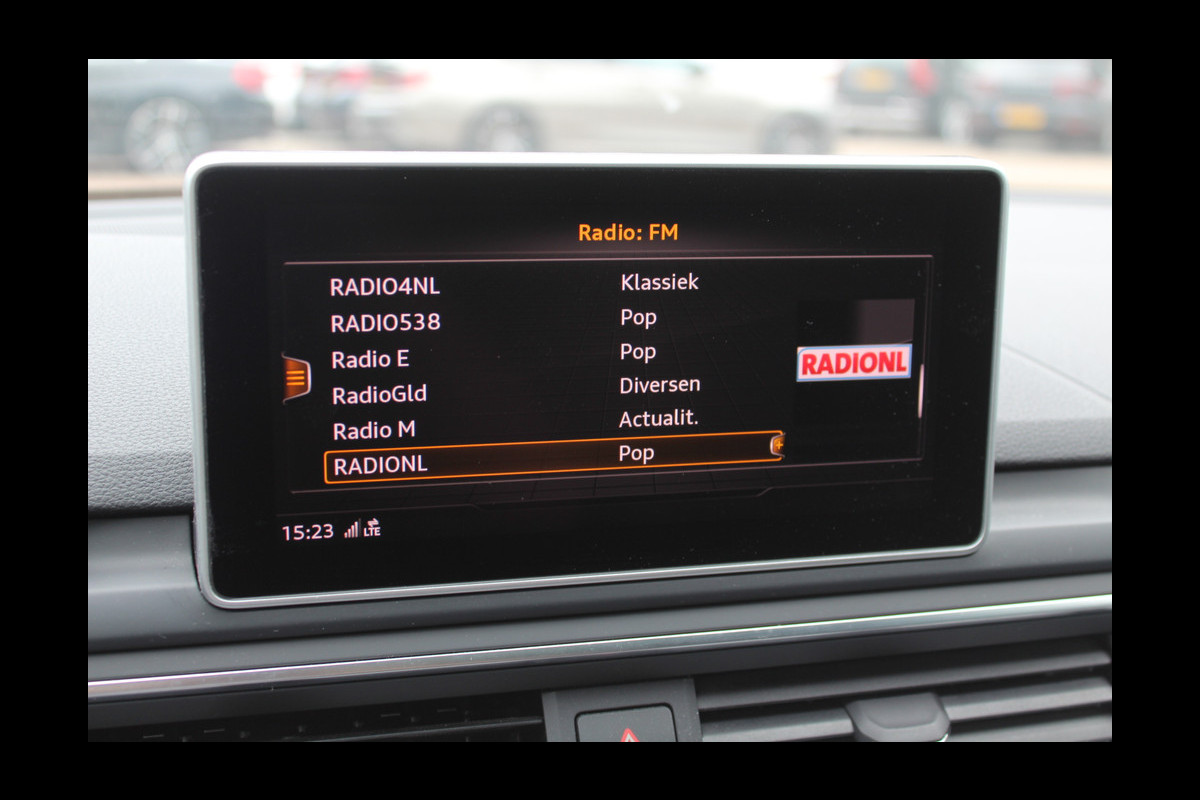 Radio: FM
RADIO4NL Klassiek
RADIO538 Pop
Radio E Pop
RadioGld Diversen
Radio M Actualit.
RADIONL Pop
RADIONL
15:23 LTE